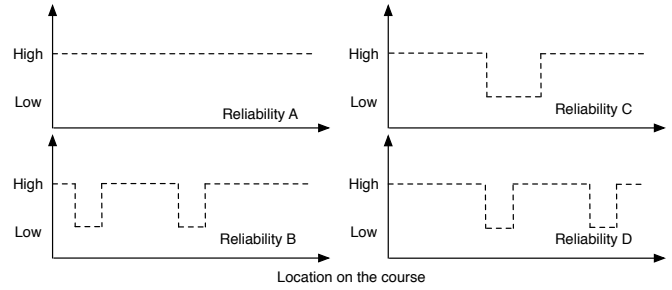 High
Low
Reliability A
High
Low
Reliability C
High
Low
Reliability B
High
Low
Reliability D
Location on the course